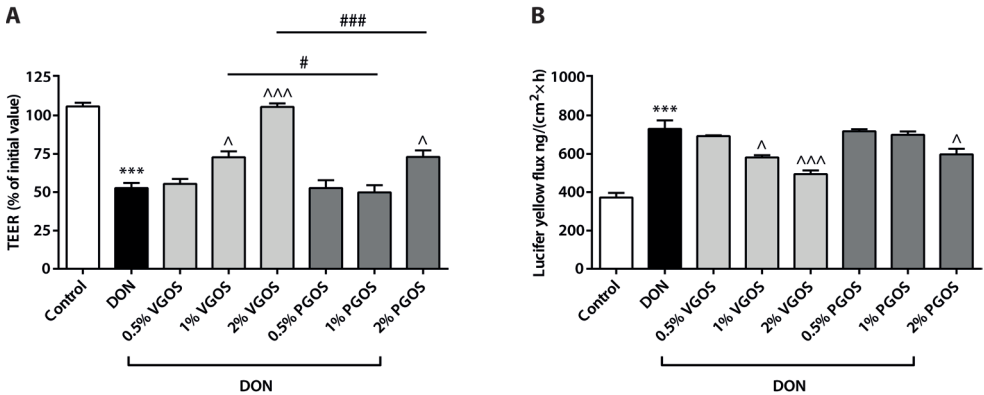 A
###
#
TEER (% of initial value)
125
100
75
50
25
0
***
^
^^^
^
Control
DON
0.5% VGOS
1% VGOS
2% VGOS
0.5% PGOS
1% PGOS
2% PGOS
DON
B
Lucifer yellow flux ng/(cm²×h)
1000
800
600
400
200
0
***
^
^^^
^
Control
DON
0.5% VGOS
1% VGOS
2% VGOS
0.5% PGOS
1% PGOS
2% PGOS
DON